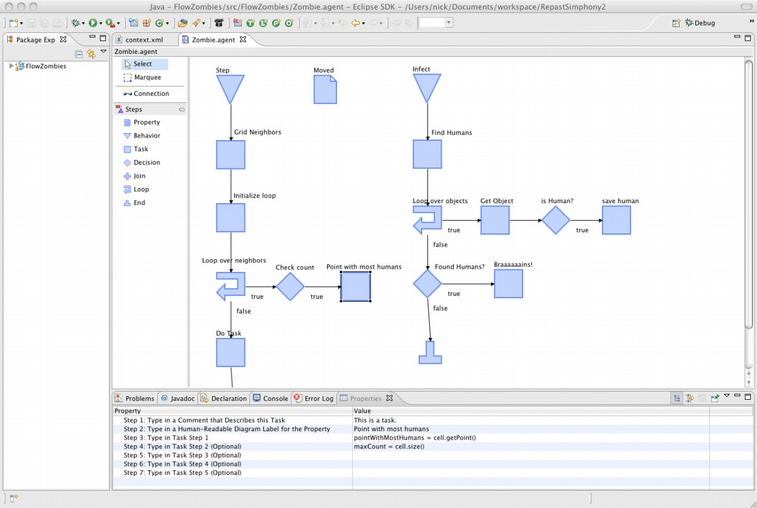 Java - FlowZombies/src/FlowZombies/Zombie.agent - Eclipse SDK - /Users/nick/Documents/workspace/RepastSimphony2
Debug
Package Exp
FlowZombies
context.xml
Zombie.agent
Zombie.agent
Select
Marquee
Connection
Steps
Property
Behavior
Task
Decision
Join
Loop
End
Step
Moved
Infect
Grid Neighbors
Find Humans
Initialize loop
Loop over objects
Get Object
is Human?
save human
true
true
false
Loop over neighbors
Check count
Point with most humans
Found Humans?
Braaaaaains!
true
true
true
false
false
Do Task
Problems
Javadoc
Declaration
Console
Error Log
Properties
Property Value
Step 1: Type in a Comment that Describes this Task This is a task.
Step 2: Type in a Human-Readable Diagram Label for the Property Point with most humans
Step 3: Type in Task Step 1 pointWithMostHumans = cell.getPoint()
Step 4: Type in Task Step 2 (Optional) maxCount = cell.size()
Step 5: Type in Task Step 3 (Optional)
Step 6: Type in Task Step 4 (Optional)
Step 7: Type in Task Step 5 (Optional)